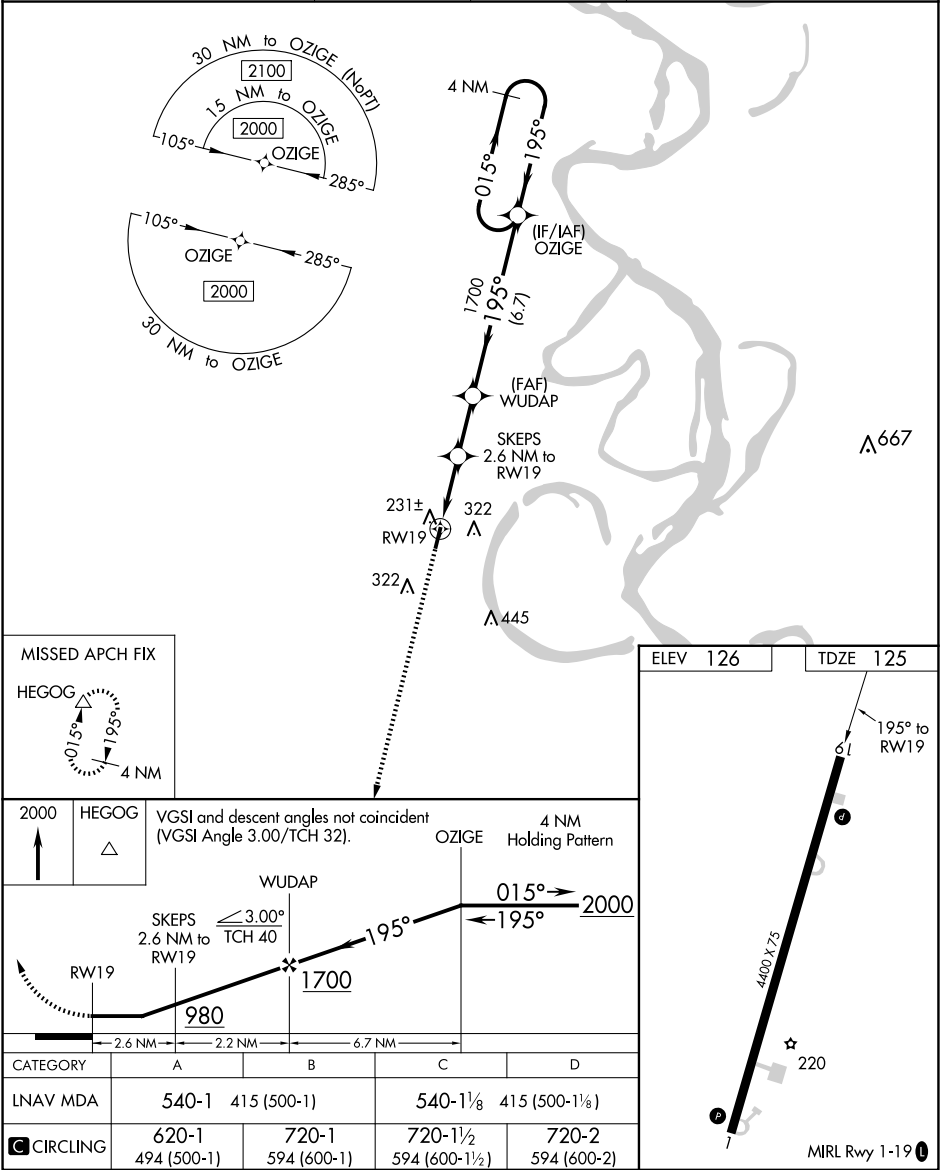 30 NM to OZIGE (NoPT)
2100
15 NM to OZIGE
2000
105°
OZIGE
285°
105°
OZIGE
285°
2000
30 NM to OZIGE
4 NM
015°
195°
(IF/IAF)
OZIGE
1700
195°
(6.7)
(FAF)
WUDAP
SKEPS
2.6 NM to
RW19
667
231±
322
RW19
322
445
MISSED APCH FIX
HEGOG
015°
195°
4 NM
ELEV 126
TDZE 125
195° to
RW19
19
P
4400 X 75
220
P
1
MIRL Rwy 1-19 L
2000
HEGOG
VGSI and descent angles not coincident
(VGSI Angle 3.00/TCH 32).
OZIGE
4 NM
Holding Pattern
WUDAP
015°
195°
2000
SKEPS
2.6 NM to
RW19
3.00°
TCH 40
195°
RW19
1700
980
2.6 NM
2.2 NM
6.7 NM
CATEGORY A B C D
LNAV MDA 540-1 415 (500-1) 540-1⅛ 415 (500-1⅛)
C CIRCLING 620-1 720-1 720-1½ 720-2
494 (500-1) 594 (600-1) 594 (600-1½) 594 (600-2)